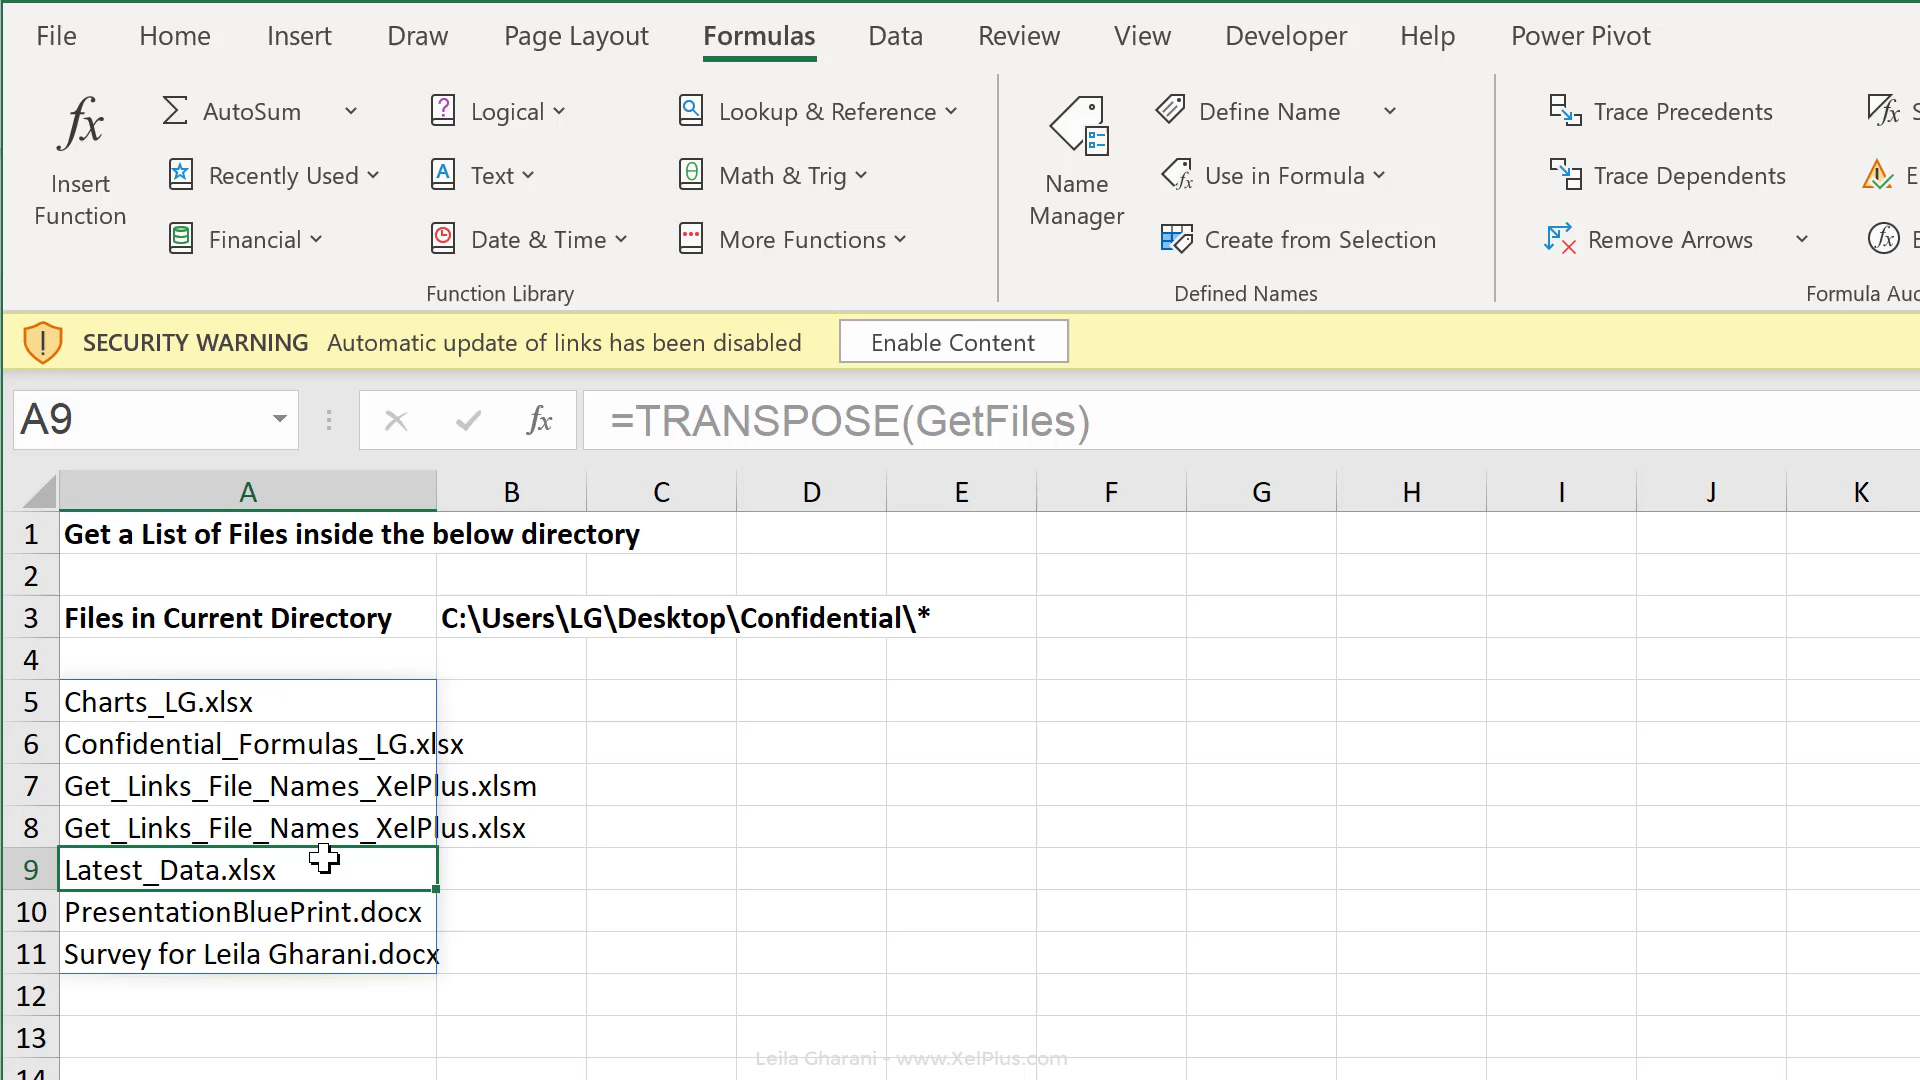 File Home Insert Draw Page Layout Formulas Data Review View Developer Help Power Pivot
fx Insert Function
AutoSum
Recently Used
Financial
Logical
Text
Date & Time
Lookup & Reference
Math & Trig
More Functions
Function Library
Name Manager
Define Name
Use in Formula
Create from Selection
Defined Names
Trace Precedents
Trace Dependents
Remove Arrows
Formula Auc
SECURITY WARNING Automatic update of links has been disabled Enable Content
A9 fx =TRANSPOSE(GetFiles)
A B C D E F G H I J K
1 Get a List of Files inside the below directory
2
3 Files in Current Directory C:\Users\LG\Desktop\Confidential\*
4
5 Charts_LG.xlsx
6 Confidential_Formulas_LG.xlsx
7 Get_Links_File_Names_XelPlus.xlsm
8 Get_Links_File_Names_XelPlus.xlsx
9 Latest_Data.xlsx
10 PresentationBluePrint.docx
11 Survey for Leila Gharani.docx
12
13
14
Leila Gharani - www.XelPlus.com